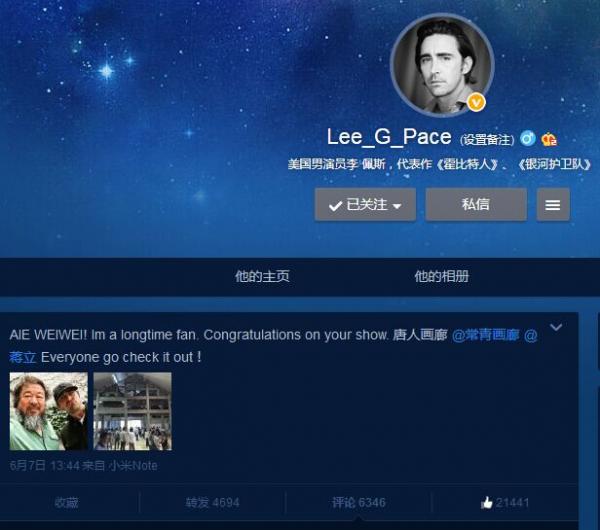 Lee_G_Pace (设置备注)
美国男演员李 佩斯，代表作《霍比特人》、《银河护卫队》
已关注
私信
他的主页
他的相册
AIE WEIWEI! Im a longtime fan. Congratulations on your show. 唐人画廊 @常青画廊 @
蒋立 Everyone go check it out！
6月7日 13:44 来自 小米Note
收藏
转发 4694
评论 6346
21441